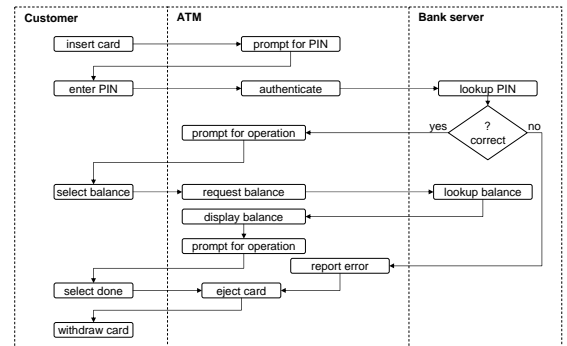 Customer
ATM
Bank server
insert card
prompt for PIN
enter PIN
authenticate
lookup PIN
prompt for operation
yes
?
correct
no
select balance
request balance
lookup balance
display balance
prompt for operation
report error
select done
eject card
withdraw card